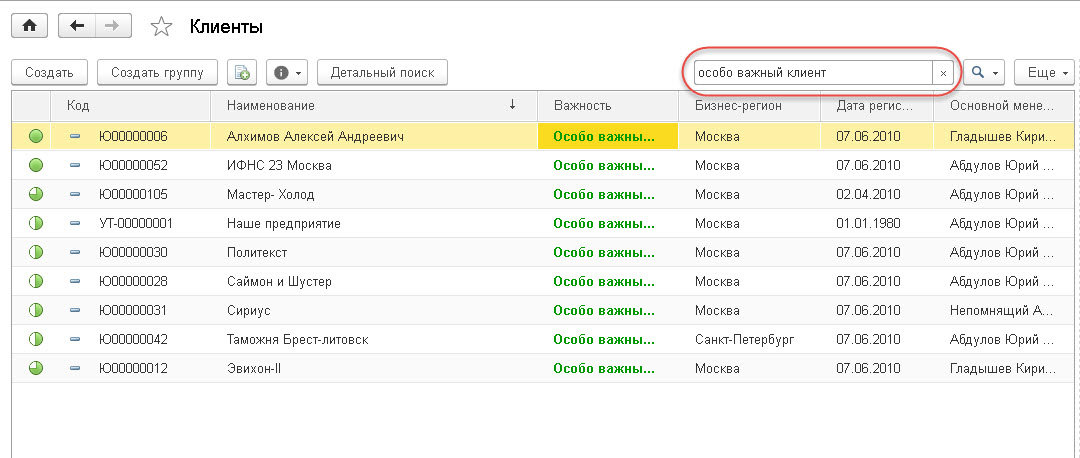 Клиенты
Создать Создать группу Детальный поиск особо важный клиент × Еще
Код Наименование ↓ Важность Бизнес-регион Дата регис... Основной мене...
Ю00000006 Алхимов Алексей Андреевич Особо важны... Москва 07.06.2010 Гладышев Кири...
Ю00000052 ИФНС 23 Москва Особо важны... Москва 07.06.2010 Абдулов Юрий ...
Ю00000105 Мастер- Холод Особо важны... Москва 02.04.2010 Абдулов Юрий ...
УТ-00000001 Наше предприятие Особо важны... Москва 01.01.1980 Абдулов Юрий ...
Ю00000030 Политекст Особо важны... Москва 07.06.2010 Абдулов Юрий ...
Ю00000028 Саймон и Шустер Особо важны... Москва 07.06.2010 Абдулов Юрий ...
Ю00000031 Сириус Особо важны... Москва 07.06.2010 Непомнящий А...
Ю00000042 Таможня Брест-литовск Особо важны... Санкт-Петербург 07.06.2010 Абдулов Юрий ...
Ю00000012 Эвихон-II Особо важны... Москва 07.06.2010 Гладышев Кири...